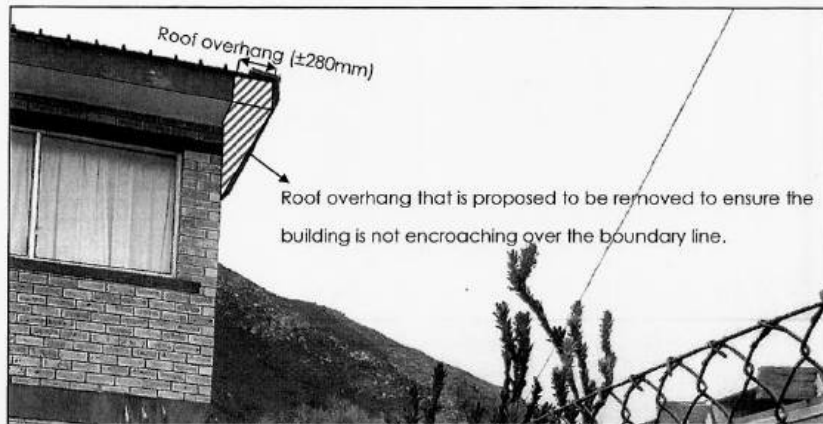 Roof overhang (±280mm)
Roof overhang that is proposed to be removed to ensure the
building is not encroaching over the boundary line.